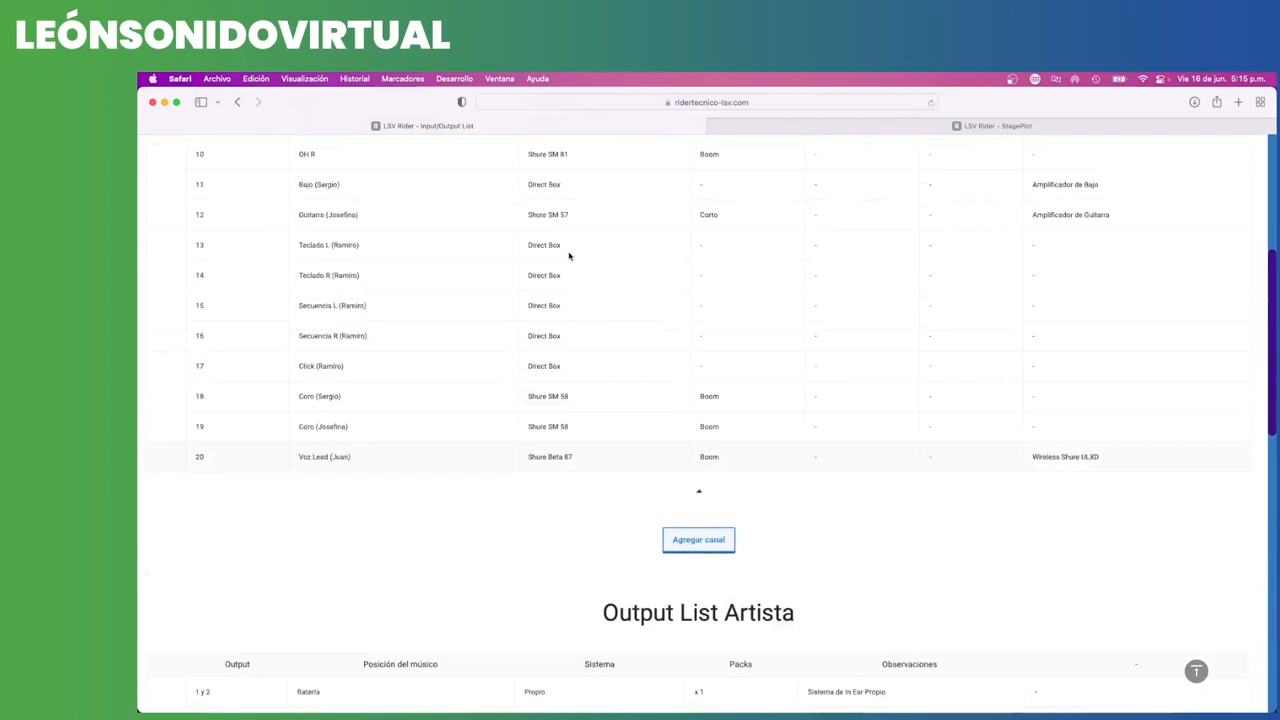 LEÓNSONIDOVIRTUAL
Safari Archivo Edición Visualización Historial Marcadores Desarrollo Ventana Ayuda Vie 16 de jun. 5:15 p.m.
ridertecnico-lsv.com
R LSV Rider - Input/Output List R LSV Rider - StagePlot
10 OH R Shure SM 81 Boom - - -
11 Bajo (Sergio) Direct Box - - - Amplificador de Bajo
12 Guitarra (Josefina) Shure SM 57 Corto - - Amplificador de Guitarra
13 Teclado L (Ramiro) Direct Box - - - -
14 Teclado R (Ramiro) Direct Box - - - -
15 Secuencia L (Ramiro) Direct Box - - - -
16 Secuencia R (Ramiro) Direct Box - - - -
17 Click (Ramiro) Direct Box - - - -
18 Coro (Sergio) Shure SM 58 Boom - - -
19 Coro (Josefina) Shure SM 58 Boom - - -
20 Voz Lead (Juan) Shure Beta 87 Boom - - Wireless Shure ULXD
Agregar canal
Output List Artista
Output Posición del músico Sistema Packs Observaciones -
1 y 2 Batería Propio x 1 Sistema de In Ear Propio -